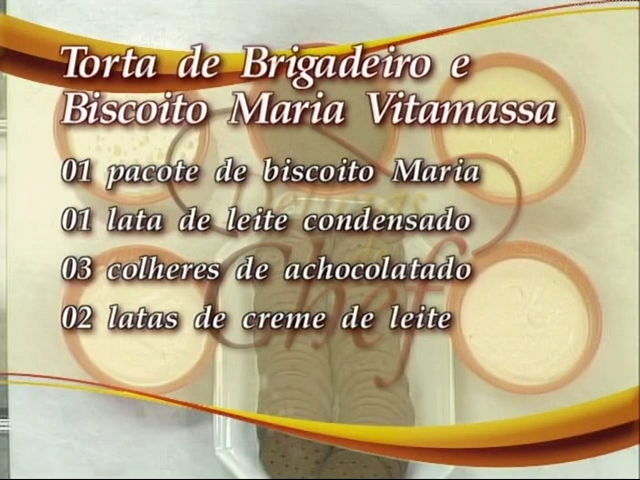 Torta de Brigadeiro e
Biscoito Maria Vitamassa
01 pacote de biscoito Maria
01 lata de leite condensado
03 colheres de achocolatado
02 latas de creme de leite
Chef